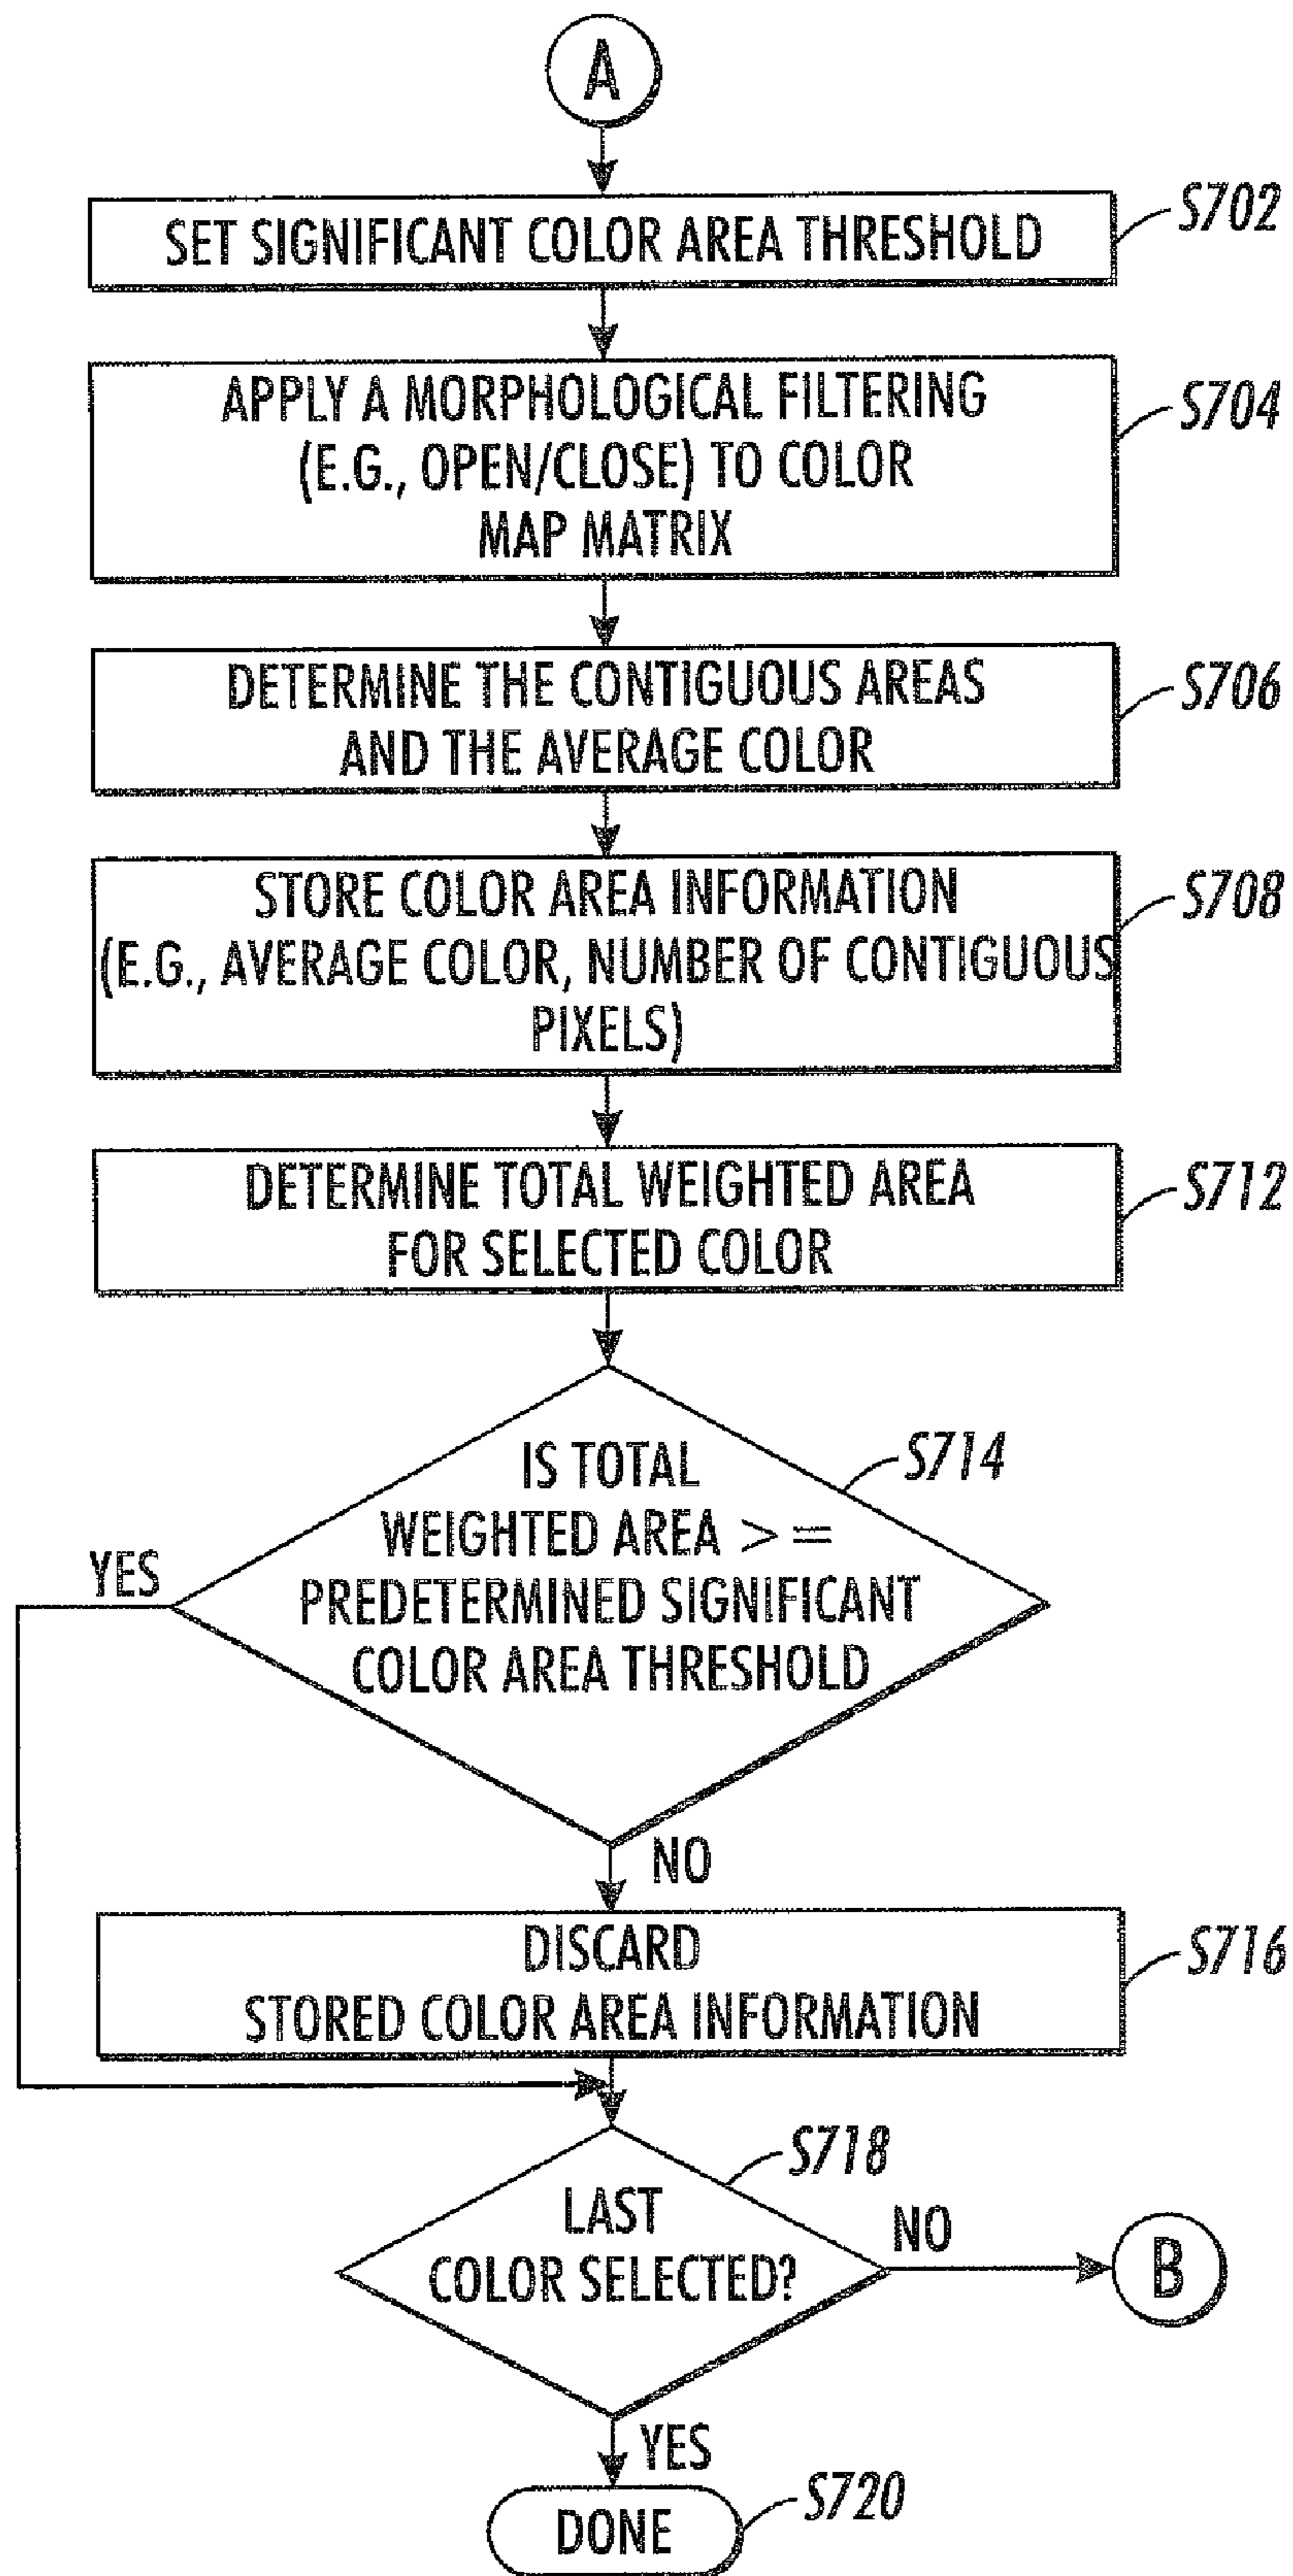 A
SET SIGNIFICANT COLOR AREA THRESHOLD
S702
APPLY A MORPHOLOGICAL FILTERING
(E.G., OPEN/CLOSE) TO COLOR
MAP MATRIX
S704
DETERMINE THE CONTIGUOUS AREAS
AND THE AVERAGE COLOR
S706
STORE COLOR AREA INFORMATION
(E.G., AVERAGE COLOR, NUMBER OF CONTIGUOUS
PIXELS)
S708
DETERMINE TOTAL WEIGHTED AREA
FOR SELECTED COLOR
S712
IS TOTAL
WEIGHTED AREA > =
PREDETERMINED SIGNIFICANT
COLOR AREA THRESHOLD
S714
YES
NO
DISCARD
STORED COLOR AREA INFORMATION
S716
LAST
COLOR SELECTED?
S718
NO
B
YES
DONE
S720